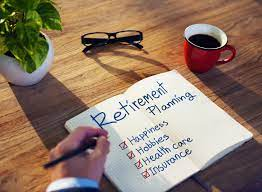 Retirement
Planning
Happiness
Hobbies
Health care
Insurance